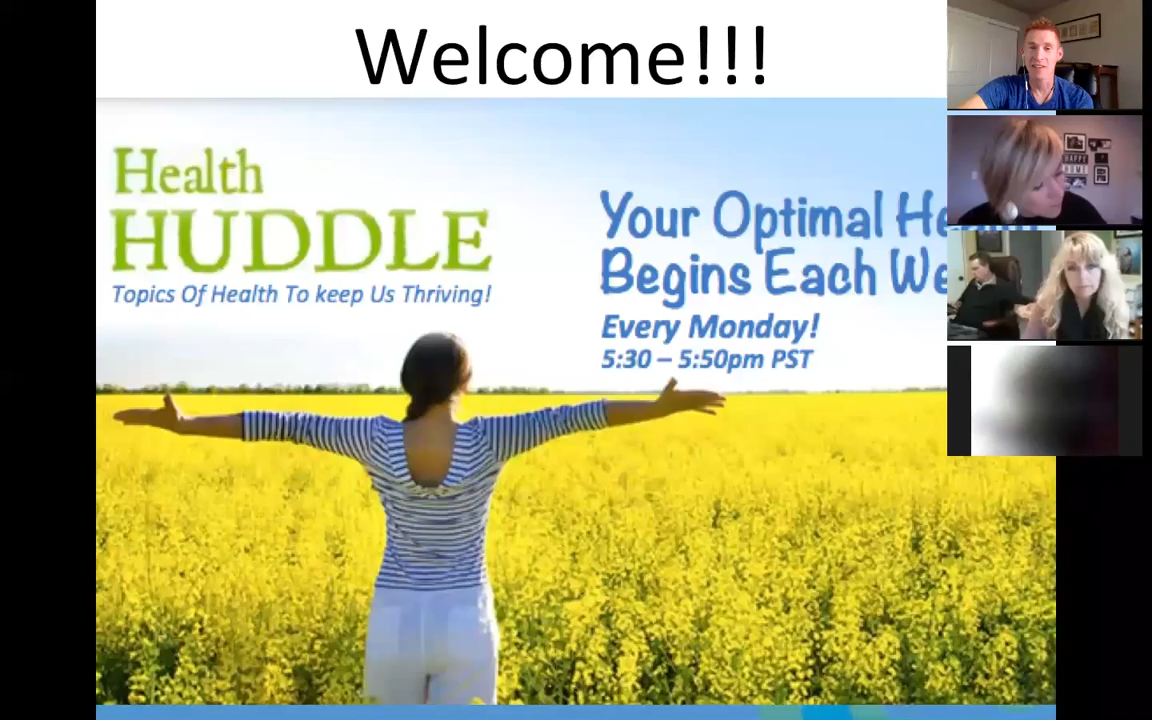 Welcome!!!
Health
HUDDLE
Topics Of Health To keep Us Thriving!
Your Optimal
Begins Each
Every Monday!
5:30 – 5:50pm PST
HAPPY